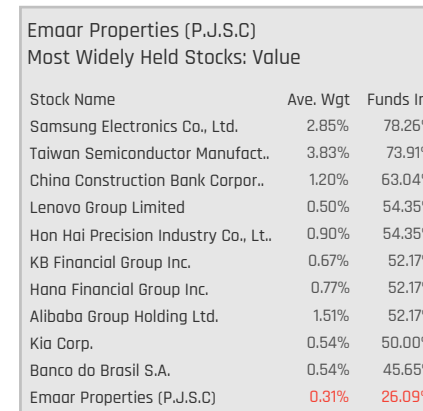 Emaar Properties (P.J.S.C)
Most Widely Held Stocks: Value
Stock Name Ave. Wgt Funds In
Samsung Electronics Co., Ltd. 2.85% 78.26%
Taiwan Semiconductor Manufact.. 3.83% 73.91%
China Construction Bank Corpor.. 1.20% 63.04%
Lenovo Group Limited 0.50% 54.35%
Hon Hai Precision Industry Co., Lt.. 0.90% 54.35%
KB Financial Group Inc. 0.67% 52.17%
Hana Financial Group Inc. 0.77% 52.17%
Alibaba Group Holding Ltd. 1.51% 52.17%
Kia Corp. 0.54% 50.00%
Banco do Brasil S.A. 0.54% 45.65%
Emaar Properties (P.J.S.C) 0.31% 26.09%